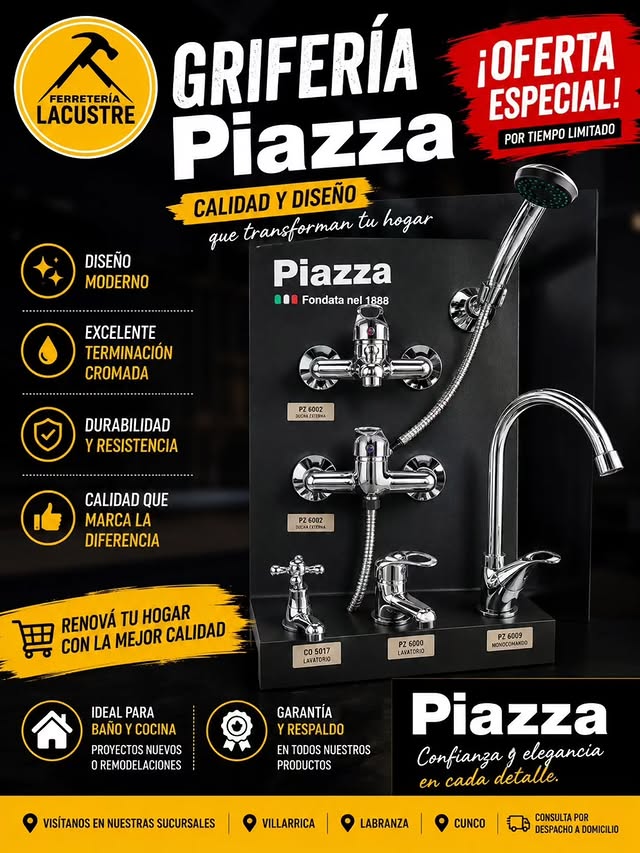 FERRETERÍA
LACUSTRE
GRIFERÍA
Piazza
¡OFERTA
ESPECIAL!
POR TIEMPO LIMITADO
CALIDAD Y DISEÑO
que transforman tu hogar
DISEÑO
MODERNO
EXCELENTE
TERMINACIÓN
CROMADA
DURABILIDAD
Y RESISTENCIA
CALIDAD QUE
MARCA LA
DIFERENCIA
Piazza
Fondata nel 1888
PZ 6002
DUCHA EXTERNA
PZ 6002
DUCHA EXTERNA
CO 5017
LAVATORIO
PZ 6000
LAVATORIO
PZ 6009
MONOCOMANDO
RENOVÁ TU HOGAR
CON LA MEJOR CALIDAD
IDEAL PARA
BAÑO Y COCINA
PROYECTOS NUEVOS
O REMODELACIONES
GARANTÍA
Y RESPALDO
EN TODOS NUESTROS
PRODUCTOS
Piazza
Confianza y elegancia
en cada detalle.
VISÍTANOS EN NUESTRAS SUCURSALES
VILLARRICA
LABRANZA
CUNCO
CONSULTA POR
DESPACHO A DOMICILIO